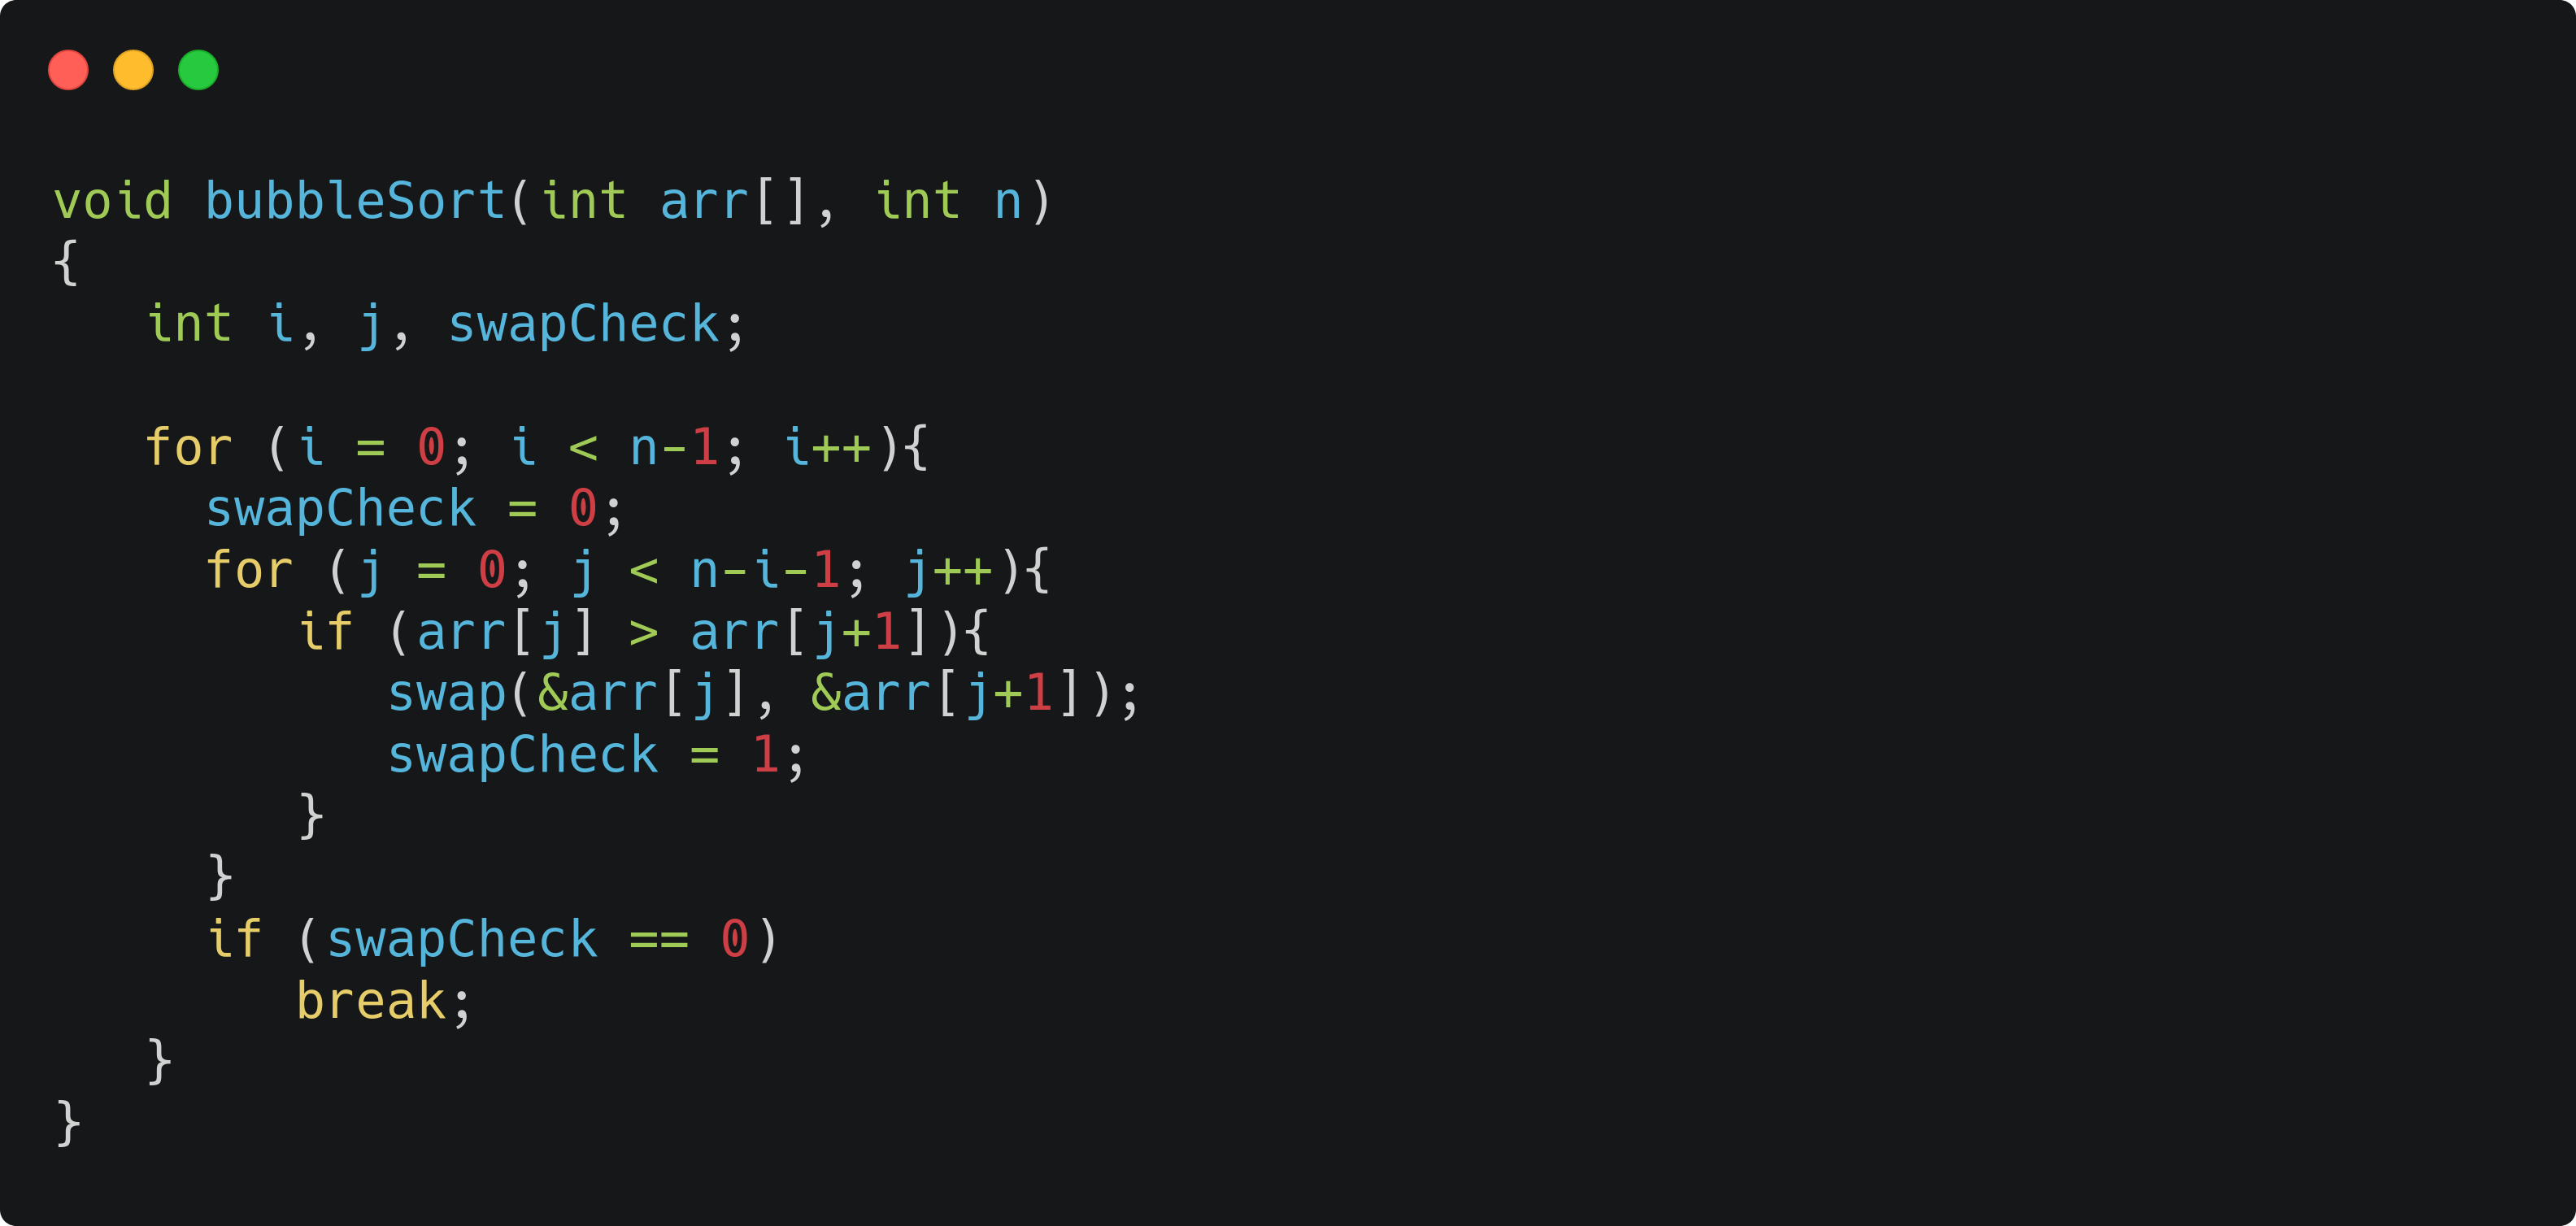 void bubbleSort(int arr[], int n)
{
   int i, j, swapCheck;

   for (i = 0; i < n-1; i++){
     swapCheck = 0;
     for (j = 0; j < n-i-1; j++){
        if (arr[j] > arr[j+1]){
           swap(&arr[j], &arr[j+1]);
           swapCheck = 1;
        }
     }
     if (swapCheck == 0)
        break;
   }
}